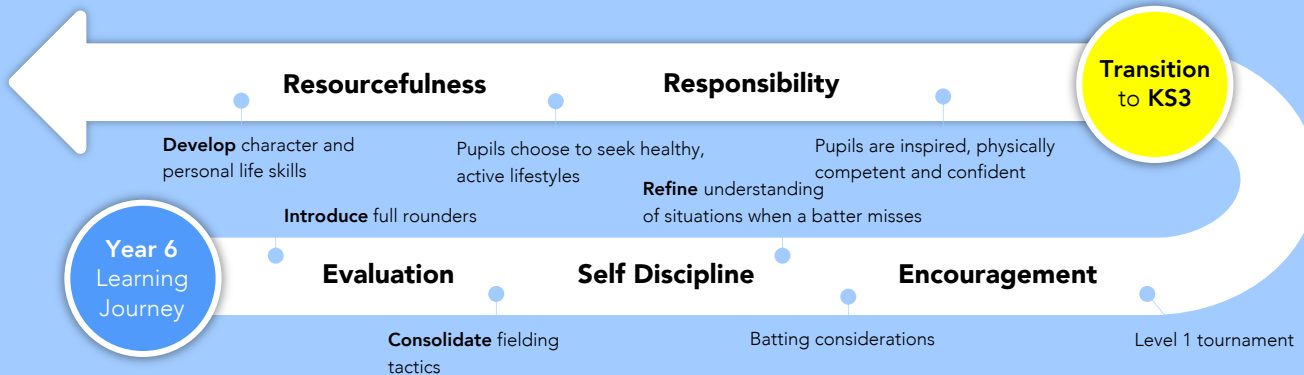 Resourcefulness
Responsibility
Transition
to KS3
Develop character and
personal life skills
Pupils choose to seek healthy,
active lifestyles
Pupils are inspired, physically
competent and confident
Refine understanding
of situations when a batter misses
Introduce full rounders
Year 6
Learning
Journey
Evaluation
Self Discipline
Encouragement
Consolidate fielding
tactics
Batting considerations
Level 1 tournament